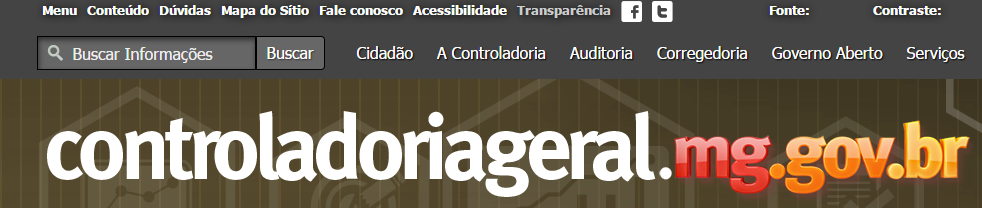 Menu Conteúdo Dúvidas Mapa do Sítio Fale conosco Acessibilidade Transparência f t Fonte: Contraste:
Buscar Informações Buscar Cidadão A Controladoria Auditoria Corregedoria Governo Aberto Serviços
controladoriageral.mg.gov.br